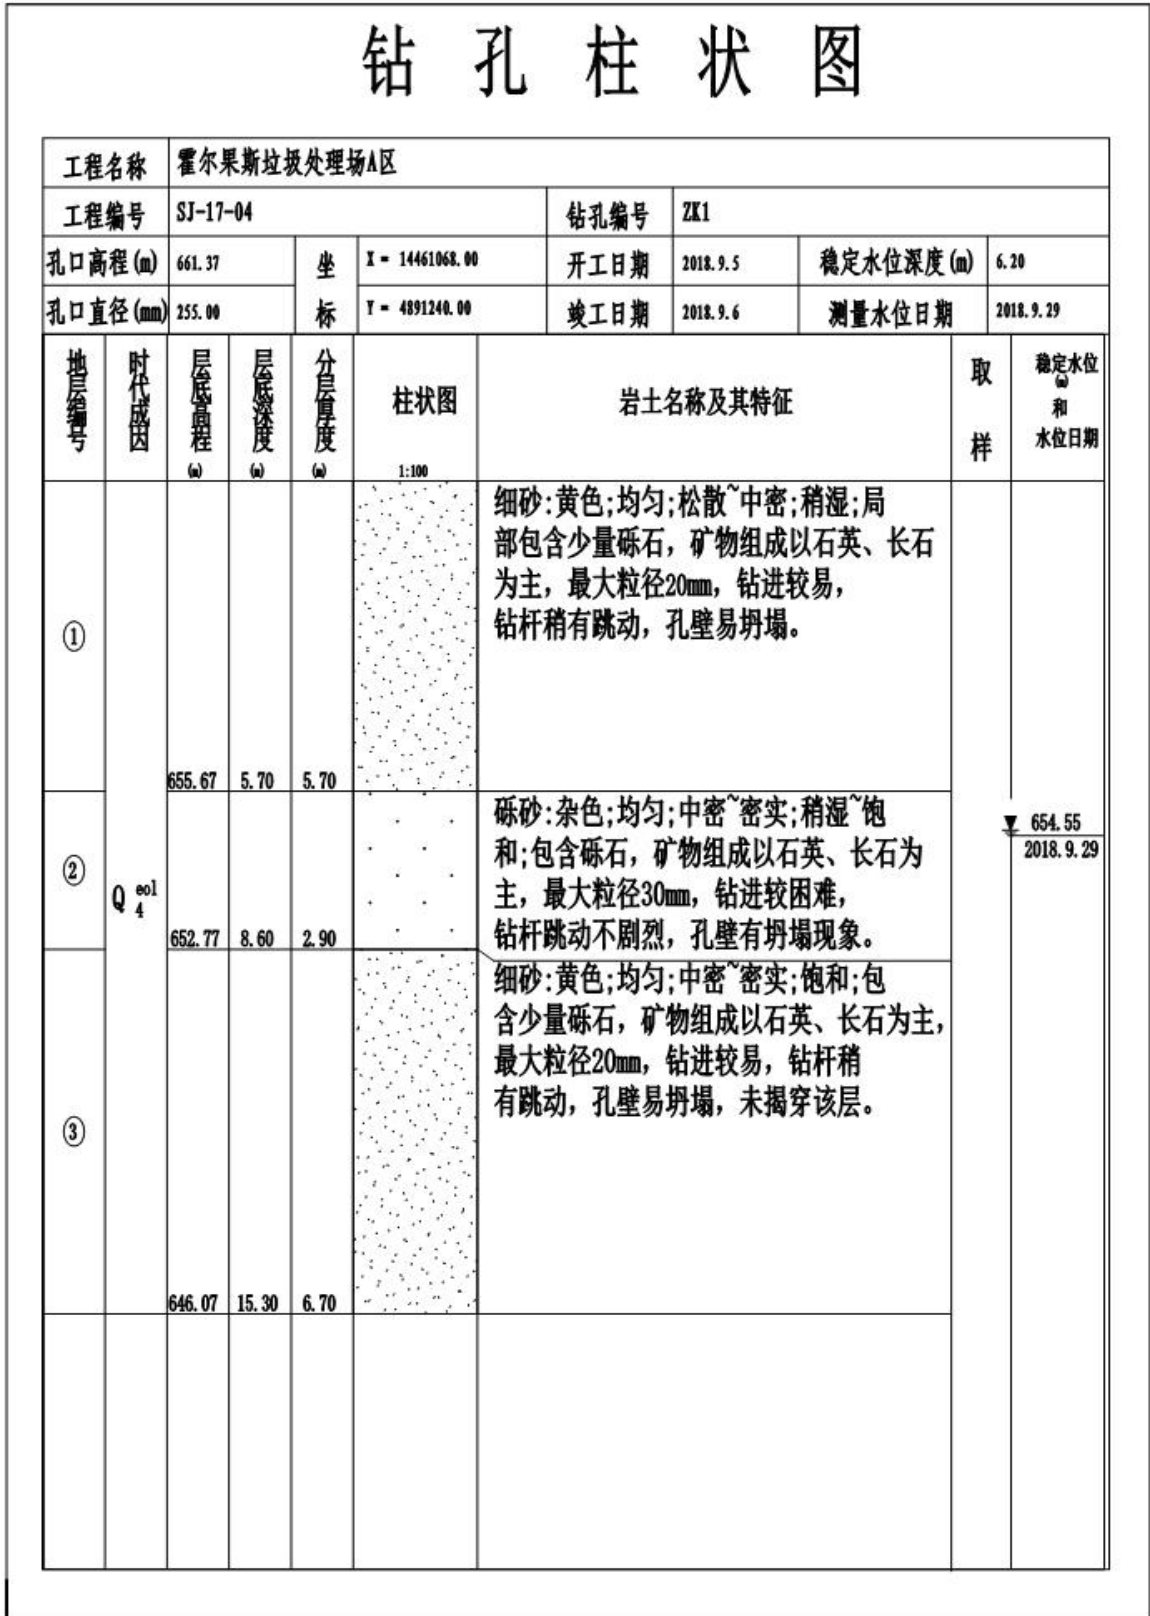 钻孔柱状图
工程名称 霍尔果斯垃圾处理场A区
工程编号 SJ-17-04 钻孔编号 ZK1
孔口高程(m) 661.37 坐 X = 14461068.00 开工日期 2018.9.5 稳定水位深度(m) 6.20
孔口直径(mm) 255.00 标 Y = 4891240.00 竣工日期 2018.9.6 测量水位日期 2018.9.29
地层编号 时代成因 层底高程(m) 层底深度(m) 分层厚度(m) 柱状图 1:100 岩土名称及其特征 取样 稳定水位(m)和水位日期
细砂:黄色;均匀;松散~中密;稍湿;局
部包含少量砾石，矿物组成以石英、长石
为主，最大粒径20mm，钻进较易，
钻杆稍有跳动，孔壁易坍塌。
①
655.67 5.70 5.70
砾砂:杂色;均匀;中密~密实;稍湿~饱
和;包含砾石，矿物组成以石英、长石为
主，最大粒径30mm，钻进较困难，
钻杆跳动不剧烈，孔壁有坍塌现象。
654.55
2018.9.29
②
Q eol 4
652.77 8.60 2.90
细砂:黄色;均匀;中密~密实;饱和;包
含少量砾石，矿物组成以石英、长石为主，
最大粒径20mm，钻进较易，钻杆稍
有跳动，孔壁易坍塌，未揭穿该层。
③
646.07 15.30 6.70